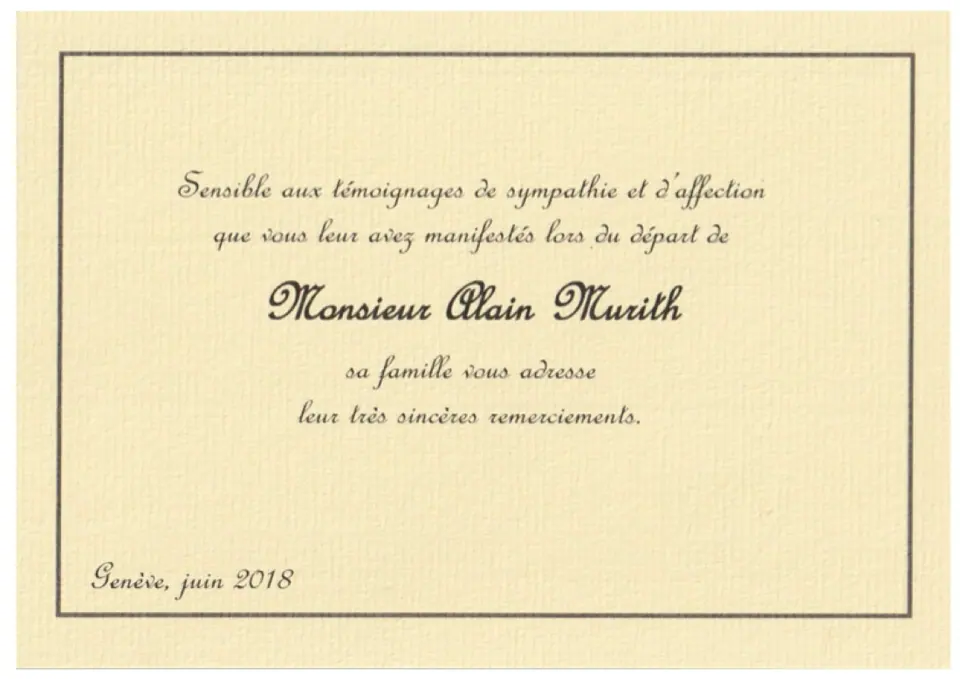 Sensible aux témoignages de sympathie et d'affection
que vous leur avez manifestés lors du départ de
Monsieur Alain Murith
sa famille vous adresse
leur très sincères remerciements.
Genève, juin 2018